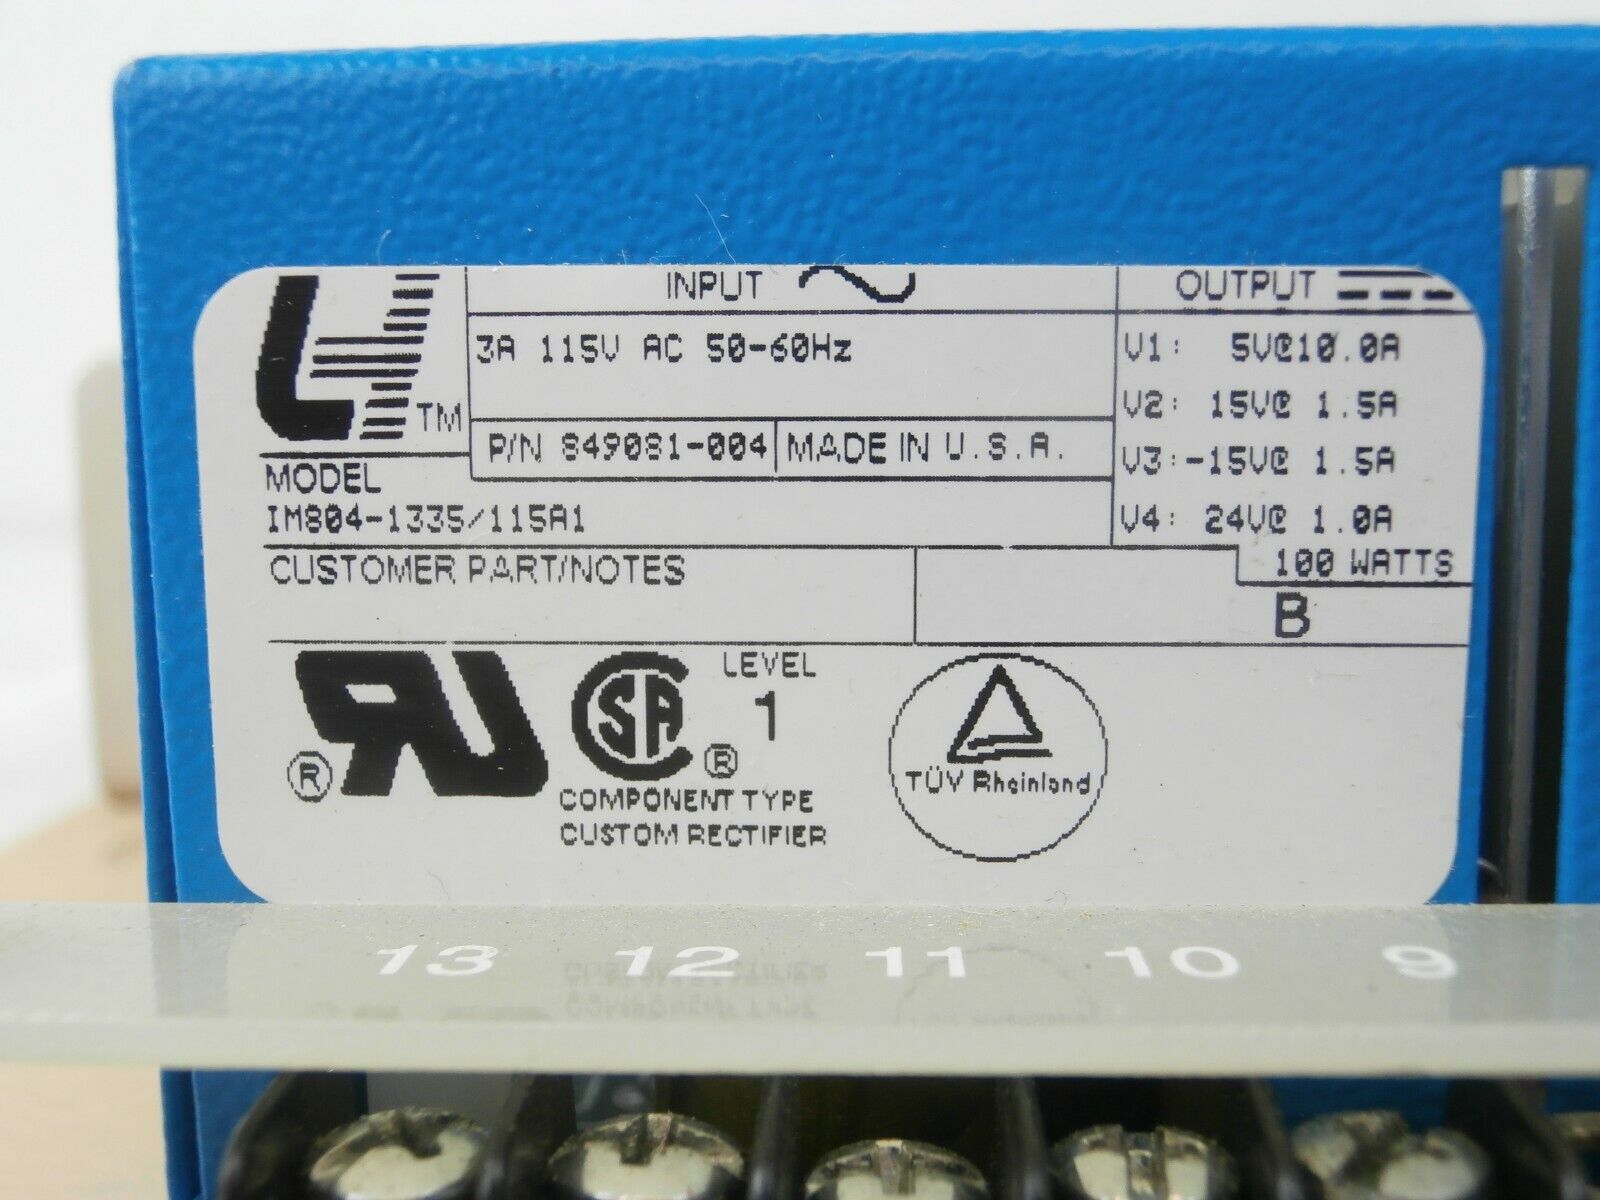 INPUT
OUTPUT
TM
3A 115V AC 50-60Hz
V1: 5V@10.0A
V2: 15V@ 1.5A
P/N 849081-004 MADE IN U.S.A.
V3:-15V@ 1.5A
MODEL
IM804-1335/115A1
V4: 24V@ 1.0A
CUSTOMER PART/NOTES
100 WATTS
B
LEVEL
1
CSA
®
®
TÜV Rheinland
COMPONENT TYPE
CUSTOM RECTIFIER
13 12 11 10 9